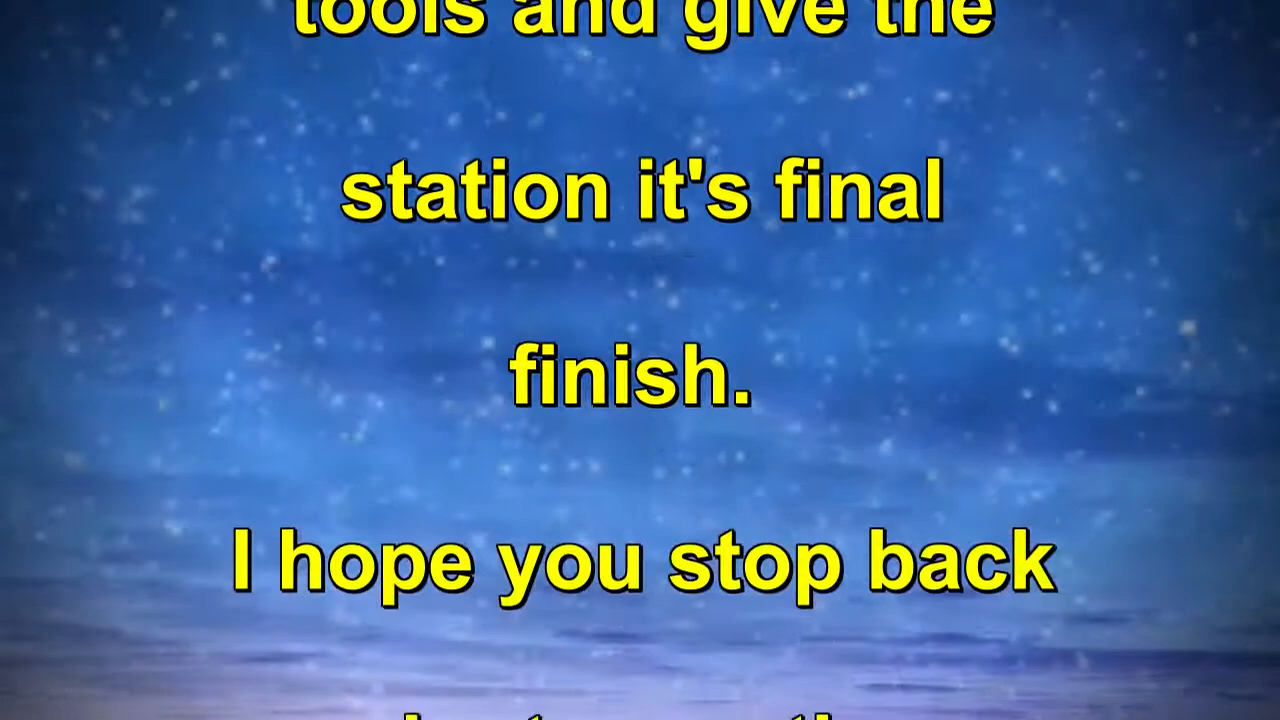 tools and give the
station it's final
finish.
I hope you stop back